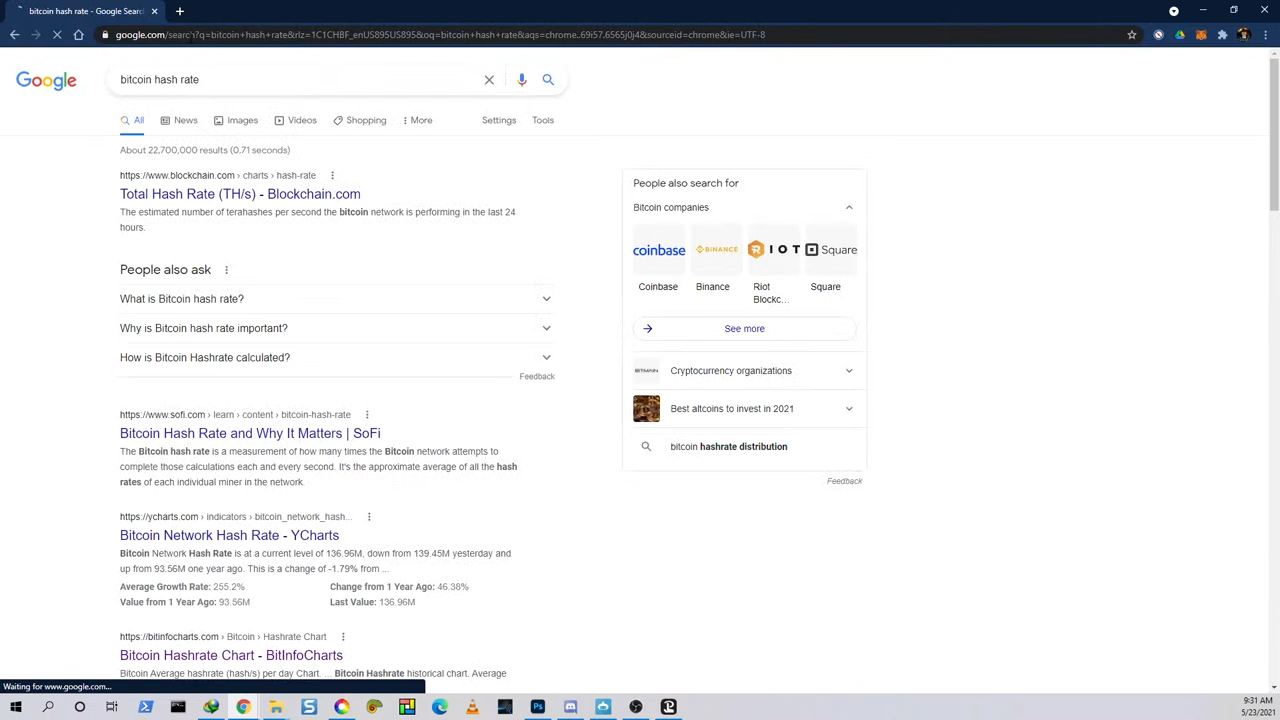 bitcoin hash rate - Google Searc
google.com/search?q=bitcoin+hash+rate&rlz=1C1CHBF_enUS895US895&oq=bitcoin+hash+rate&aqs=chrome..69i57.6565j0j4&sourceid=chrome&ie=UTF-8
Google
bitcoin hash rate
All News Images Videos Shopping More Settings Tools
About 22,700,000 results (0.71 seconds)
https://www.blockchain.com › charts › hash-rate
Total Hash Rate (TH/s) - Blockchain.com
The estimated number of terahashes per second the bitcoin network is performing in the last 24
hours.
People also ask
What is Bitcoin hash rate?
Why is Bitcoin hash rate important?
How is Bitcoin Hashrate calculated?
Feedback
https://www.sofi.com › learn › content › bitcoin-hash-rate
Bitcoin Hash Rate and Why It Matters | SoFi
The Bitcoin hash rate is a measurement of how many times the Bitcoin network attempts to
complete those calculations each and every second. It's the approximate average of all the hash
rates of each individual miner in the network.
https://ycharts.com › indicators › bitcoin_network_hash...
Bitcoin Network Hash Rate - YCharts
Bitcoin Network Hash Rate is at a current level of 136.96M, down from 139.45M yesterday and
up from 93.56M one year ago. This is a change of -1.79% from ...
Average Growth Rate: 255.2% Change from 1 Year Ago: 46.38%
Value from 1 Year Ago: 93.56M Last Value: 136.96M
https://bitinfocharts.com › Bitcoin › Hashrate Chart
Bitcoin Hashrate Chart - BitInfoCharts
Bitcoin Average hashrate (hash/s) per day Chart. ... Bitcoin Hashrate historical chart. Average
People also search for
Bitcoin companies
coinbase BINANCE RIOT Square
Coinbase Binance Riot Square
Blockc...
See more
BITMAIN Cryptocurrency organizations
Best altcoins to invest in 2021
bitcoin hashrate distribution
Feedback
Waiting for www.google.com...
9:31 AM
5/23/2021